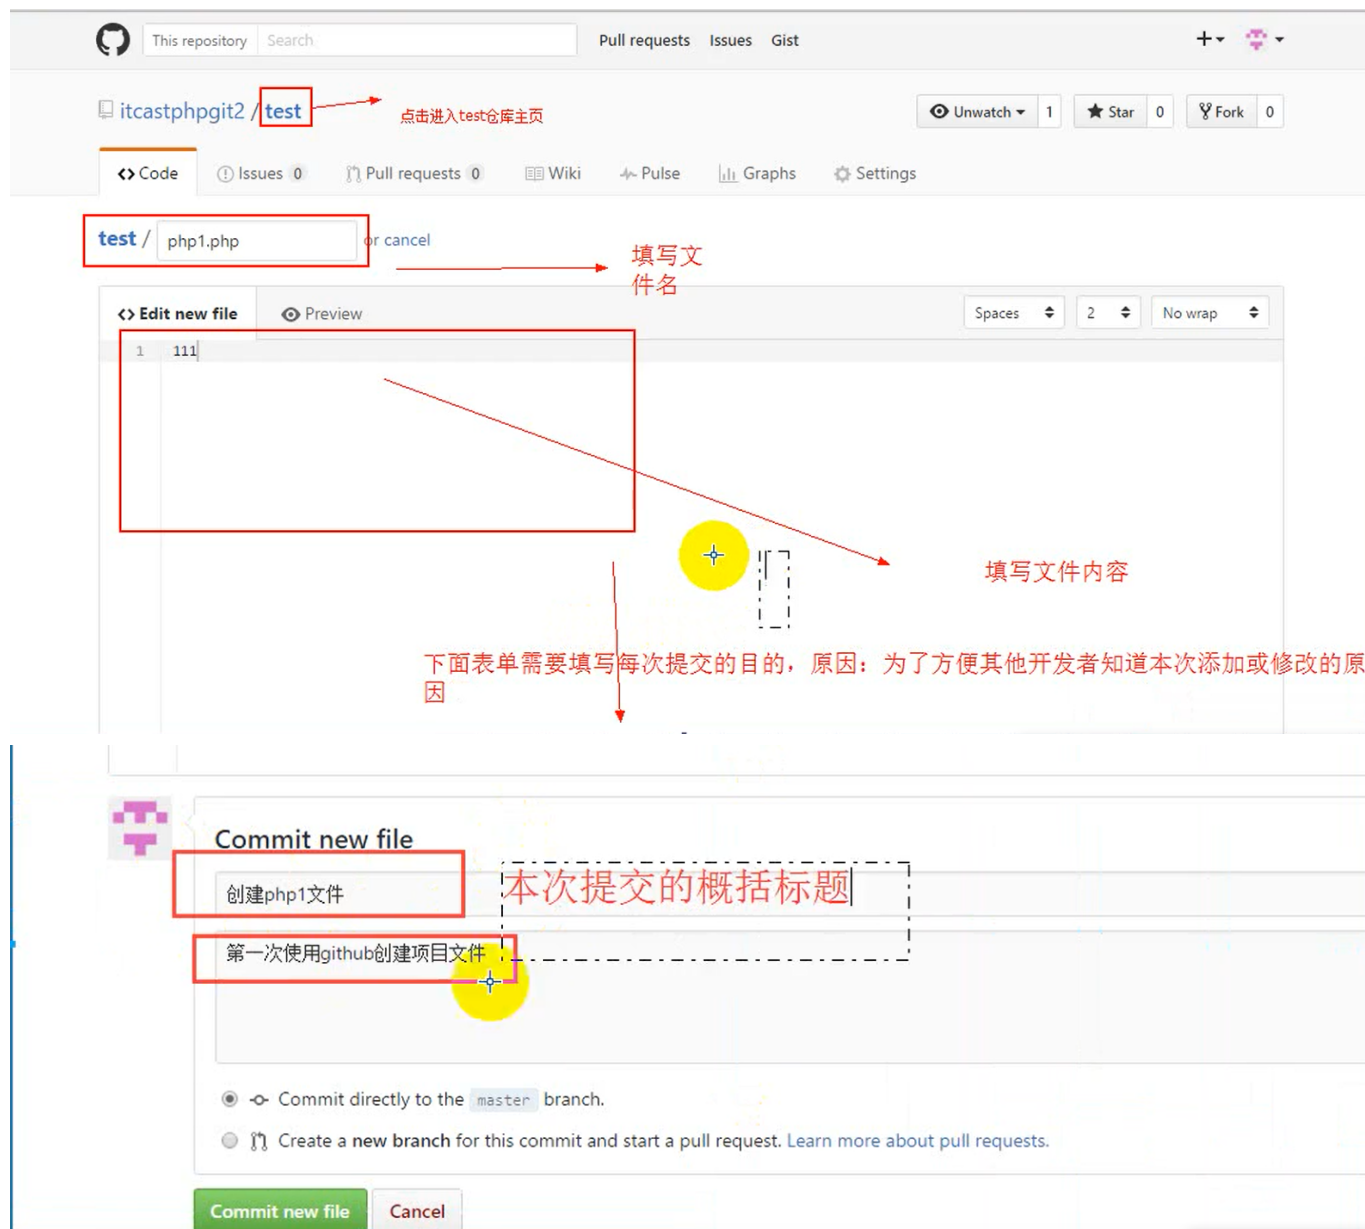 This repository Search Pull requests Issues Gist
itcastphpgit2 / test 点击进入test仓库主页 Unwatch 1 Star 0 Fork 0
Code Issues 0 Pull requests 0 Wiki Pulse Graphs Settings
test / php1.php or cancel
填写文
件名
Edit new file Preview Spaces 2 No wrap
1 111
填写文件内容
下面表单需要填写每次提交的目的，原因：为了方便其他开发者知道本次添加或修改的原
因
Commit new file
创建php1文件
本次提交的概括标题
第一次使用github创建项目文件
Commit directly to the master branch.
Create a new branch for this commit and start a pull request. Learn more about pull requests.
Commit new file Cancel